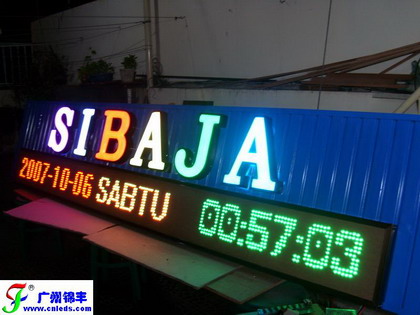 SIBAJA
2007-10-06 SABTU 00:57:03
广州锦丰
www.cnleds.com